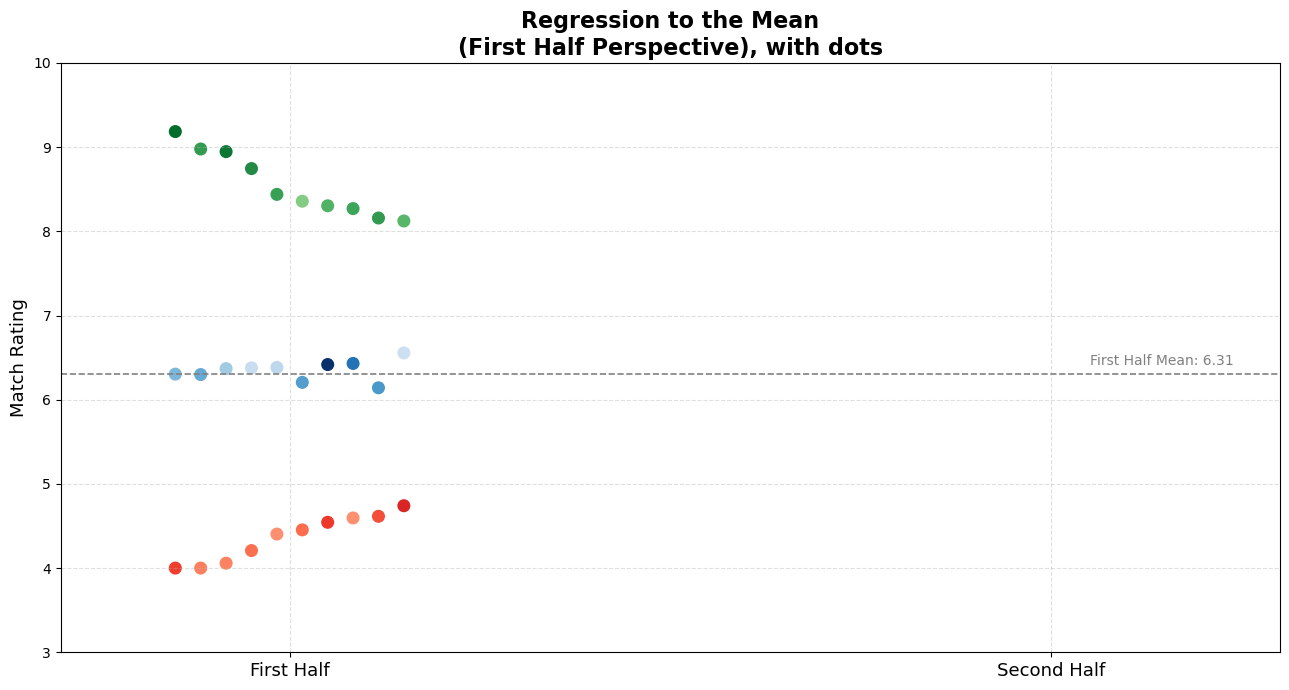 Regression to the Mean
(First Half Perspective), with dots
10
9
8
7
6
5
4
3
Match Rating
First Half Mean: 6.31
First Half
Second Half